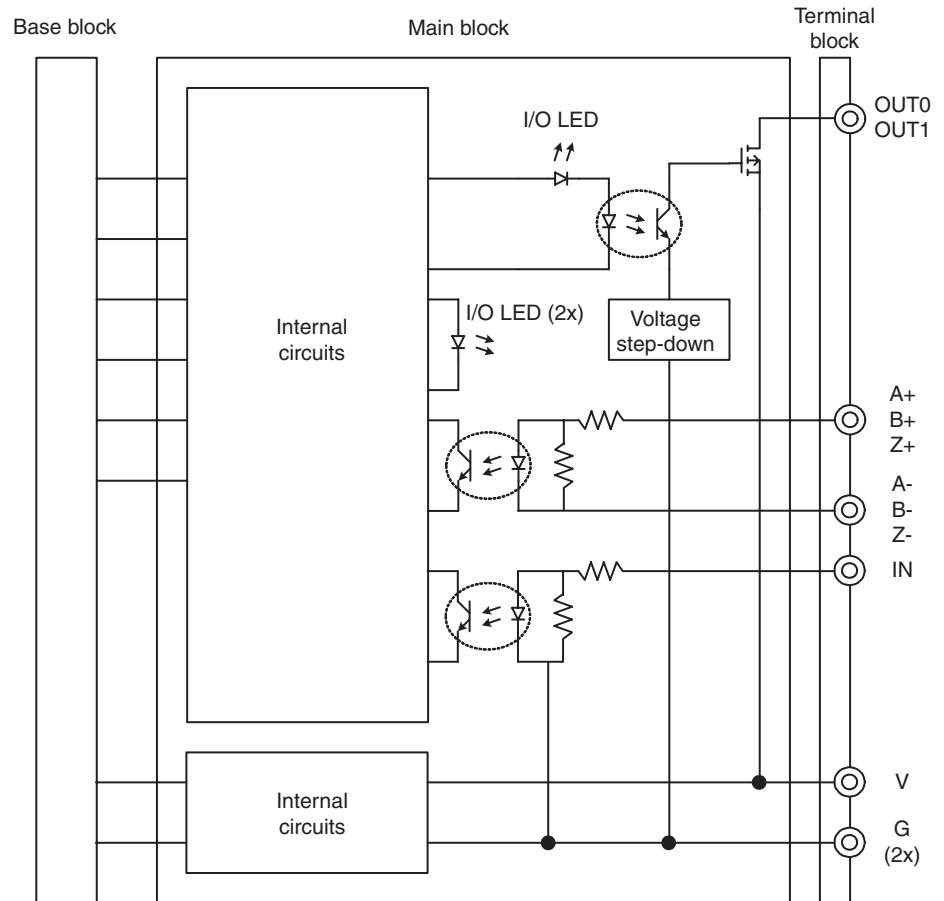 Base block
Main block
Terminal
block
OUT0
OUT1
I/O LED
I/O LED (2x)
Internal
circuits
Voltage
step-down
A+
B+
Z+
A-
B-
Z-
IN
Internal
circuits
V
G
(2x)